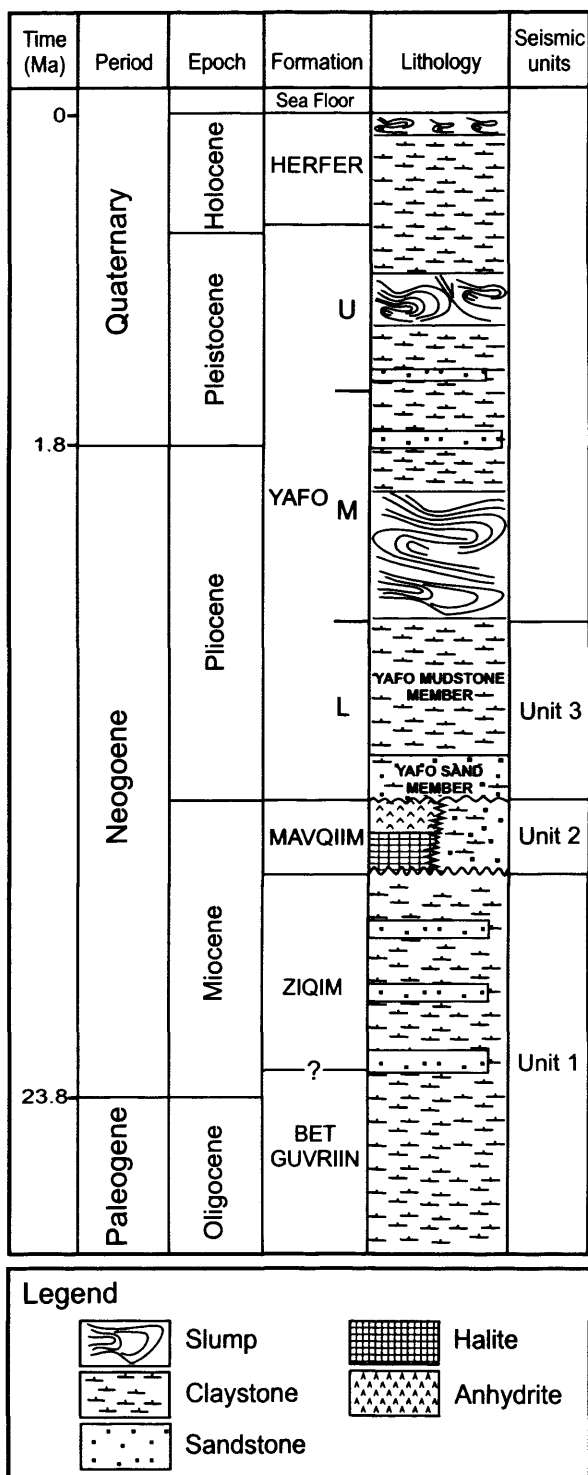 Time
(Ma)
Period
Epoch
Formation
Lithology
Seismic
units
Sea Floor
0
Quaternary
Holocene
HERFER
Pleistocene
U
1.8
YAFO
M
Neogoene
Pliocene
L
YAFO MUDSTONE
MEMBER
Unit 3
YAFO SAND
MEMBER
MAVQIIM
Unit 2
Miocene
ZIQIM
Unit 1
?
23.8
Paleogene
Oligocene
BET
GUVRIIN
Legend
Slump
Halite
Claystone
Anhydrite
Sandstone